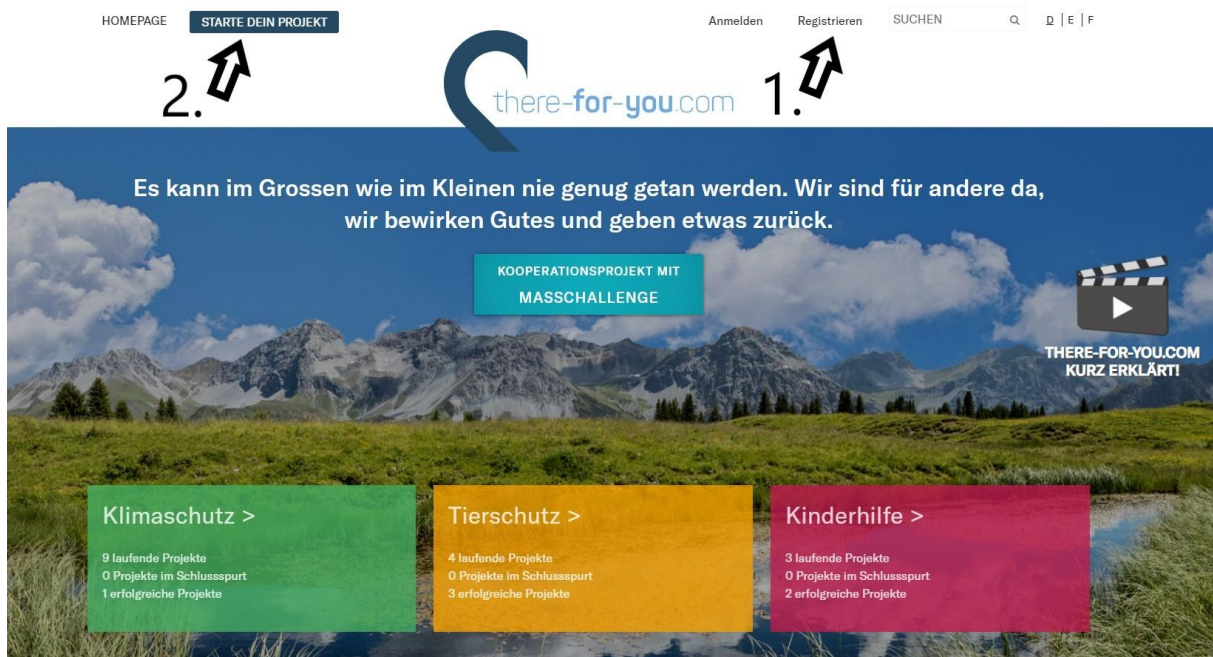 HOMEPAGE STARTE DEIN PROJEKT Anmelden Registrieren SUCHEN D | E | F
2. 1.
there-for-you.com
Es kann im Grossen wie im Kleinen nie genug getan werden. Wir sind für andere da,
wir bewirken Gutes und geben etwas zurück.
KOOPERATIONSPROJEKT MIT
MASSCHALLENGE
THERE-FOR-YOU.COM
KURZ ERKLÄRT!
Klimaschutz >
9 laufende Projekte
0 Projekte im Schlussspurt
1 erfolgreiche Projekte
Tierschutz >
4 laufende Projekte
0 Projekte im Schlussspurt
3 erfolgreiche Projekte
Kinderhilfe >
3 laufende Projekte
0 Projekte im Schlussspurt
2 erfolgreiche Projekte